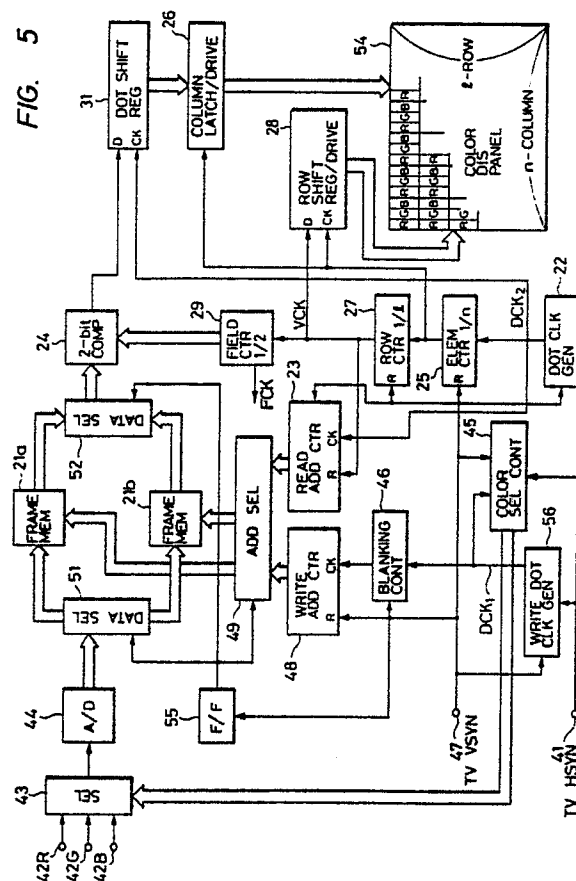 FIG. 5
42R
42G
42B
43
SEL
44
A/D
51
DATA SEL
21a
FRAME
MEM
21b
FRAME
MEM
52
DATA SEL
24
2-bit
COMP
31
DOT SHIFT
REG
D
CK
26
COLUMN
LATCH/DRIVE
55
F/F
49
ADD SEL
48
WRITE
ADD CTR
R
CK
23
READ
ADD CTR
R
CK
29
FIELD
CTR
1/2
FCK
VCK
28
ROW
SHIFT
REG/DRIVE
D
CK
46
BLANKING
CONT
27
ROW
CTR 1/ℓ
R
25
ELEM
CTR 1/n
R
54
RGBRGBRGBR
RGBRGBR
RG
COLOR
DIS
PANEL
ℓ-ROW
n-COLUMN
47
TV VSYN
DCK1
45
COLOR
SEL CONT
DCK2
22
DOT CLK
GEN
41
TV HSYN
56
WRITE DOT
CLK GEN